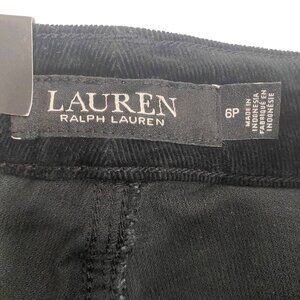 LAUREN
RALPH LAUREN
6P
MADE IN
INDONESIA
FABRIQUÉ EN
INDONÉSIE